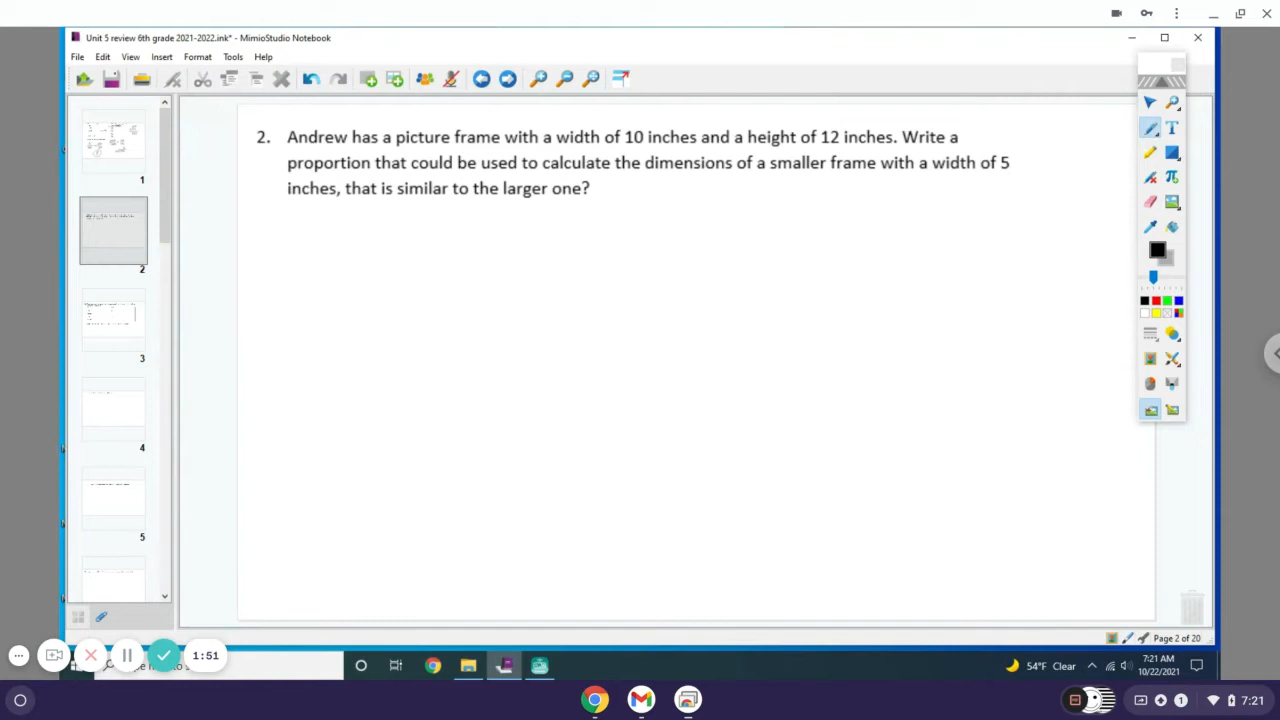 Unit 5 review 6th grade 2021-2022.ink* - MimioStudio Notebook
File Edit View Insert Format Tools Help
2. Andrew has a picture frame with a width of 10 inches and a height of 12 inches. Write a
proportion that could be used to calculate the dimensions of a smaller frame with a width of 5
inches, that is similar to the larger one?
1
2
3
4
5
T
Page 2 of 20
1:51
54°F Clear
7:21 AM
10/22/2021
1
7:21